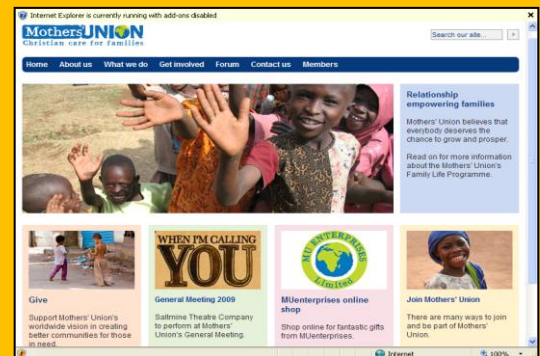 Internet Explorer is currently running with add-ons disabled
Mothers' UNION
Christian care for families
Search our site...
Home About us What we do Get involved Forum Contact us Members
Relationship
empowering families
Mothers' Union believes that
everybody deserves the
chance to grow and prosper.
Read on for more information
about the Mothers' Union's
Family Life Programme.
WHEN I'M CALLING
YOU
MU ENTERPRISES
Limited
Give
Support Mothers' Union's
worldwide vision in creating
better communities for those
in need.
General Meeting 2009
Saltmine Theatre Company
to perform at Mothers'
Union's General Meeting.
MUenterprises online
shop
Shop online for fantastic gifts
from MUenterprises.
Join Mothers' Union
There are many ways to join
and be part of Mothers'
Union.
Internet
100%